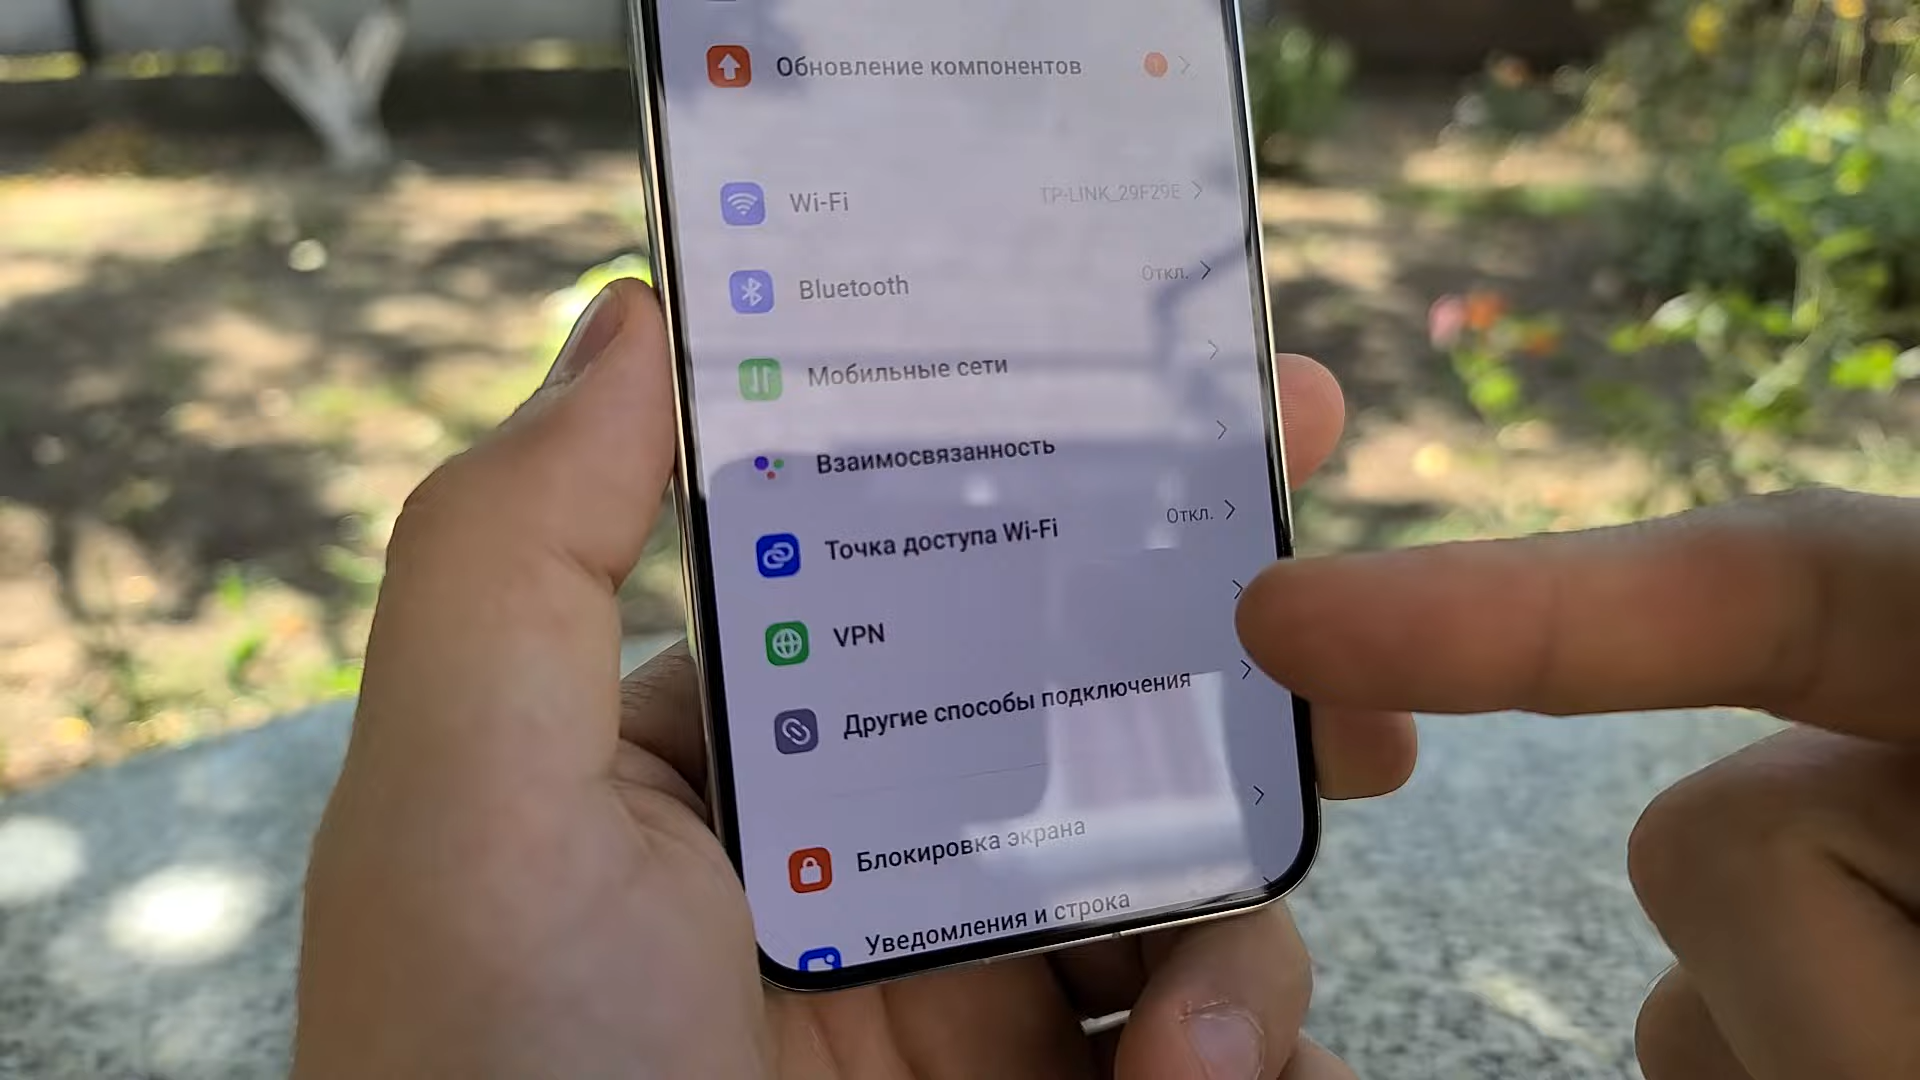 Обновление компонентов
Wi-Fi TP-LINK_29F29E
Bluetooth Откл.
Мобильные сети
Взаимосвязанность
Точка доступа Wi-Fi Откл.
VPN
Другие способы подключения
Блокировка экрана
Уведомления и строка